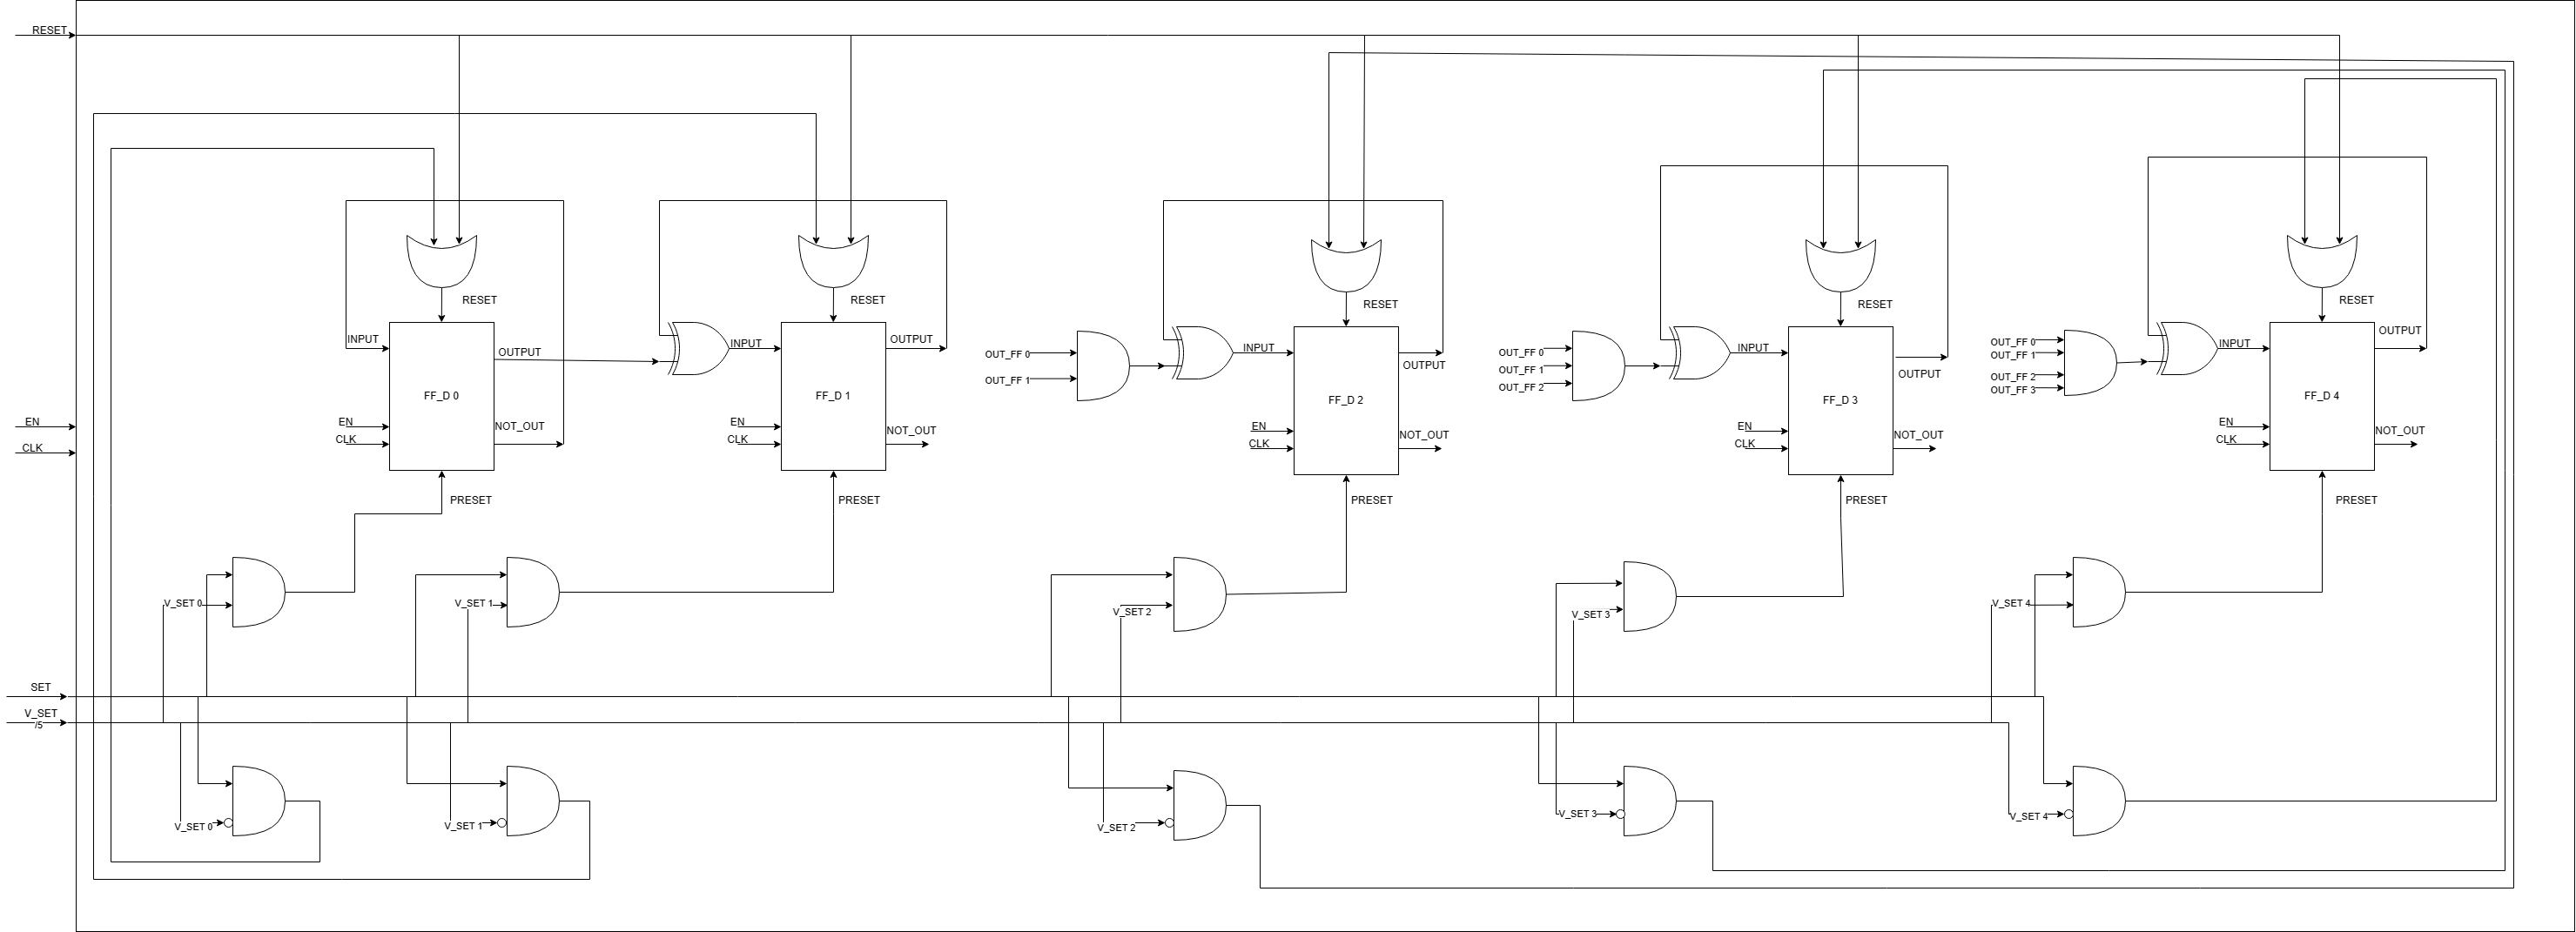 RESET
RESET
RESET
RESET
RESET
RESET
INPUT
OUTPUT
INPUT
OUTPUT
OUT_FF 0
OUT_FF 1
INPUT
OUTPUT
OUT_FF 0
OUT_FF 1
OUT_FF 2
INPUT
OUTPUT
OUT_FF 0
OUT_FF 1
OUT_FF 2
OUT_FF 3
INPUT
OUTPUT
FF_D 0
FF_D 1
FF_D 2
FF_D 3
FF_D 4
EN
CLK
EN
CLK
NOT_OUT
EN
CLK
NOT_OUT
EN
CLK
NOT_OUT
EN
CLK
NOT_OUT
EN
CLK
NOT_OUT
PRESET
PRESET
PRESET
PRESET
PRESET
V_SET 0
V_SET 1
V_SET 2
V_SET 3
V_SET 4
SET
V_SET
/5
V_SET 0
V_SET 1
V_SET 2
V_SET 3
V_SET 4